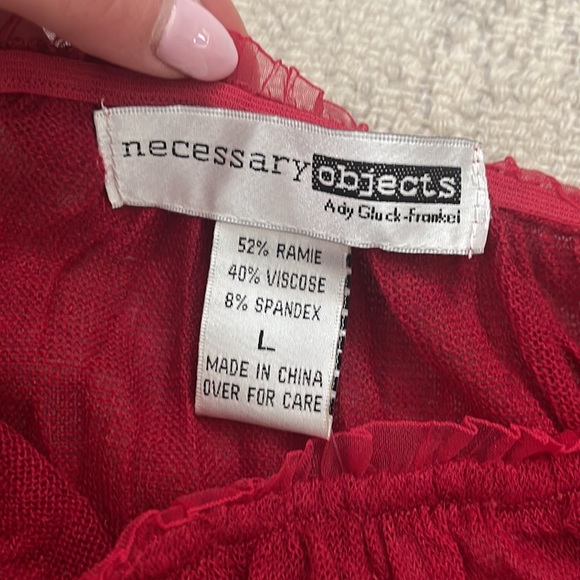 necessary objects
Ady Gluck-Frankel
52% RAMIE
40% VISCOSE
8% SPANDEX
L
MADE IN CHINA
OVER FOR CARE